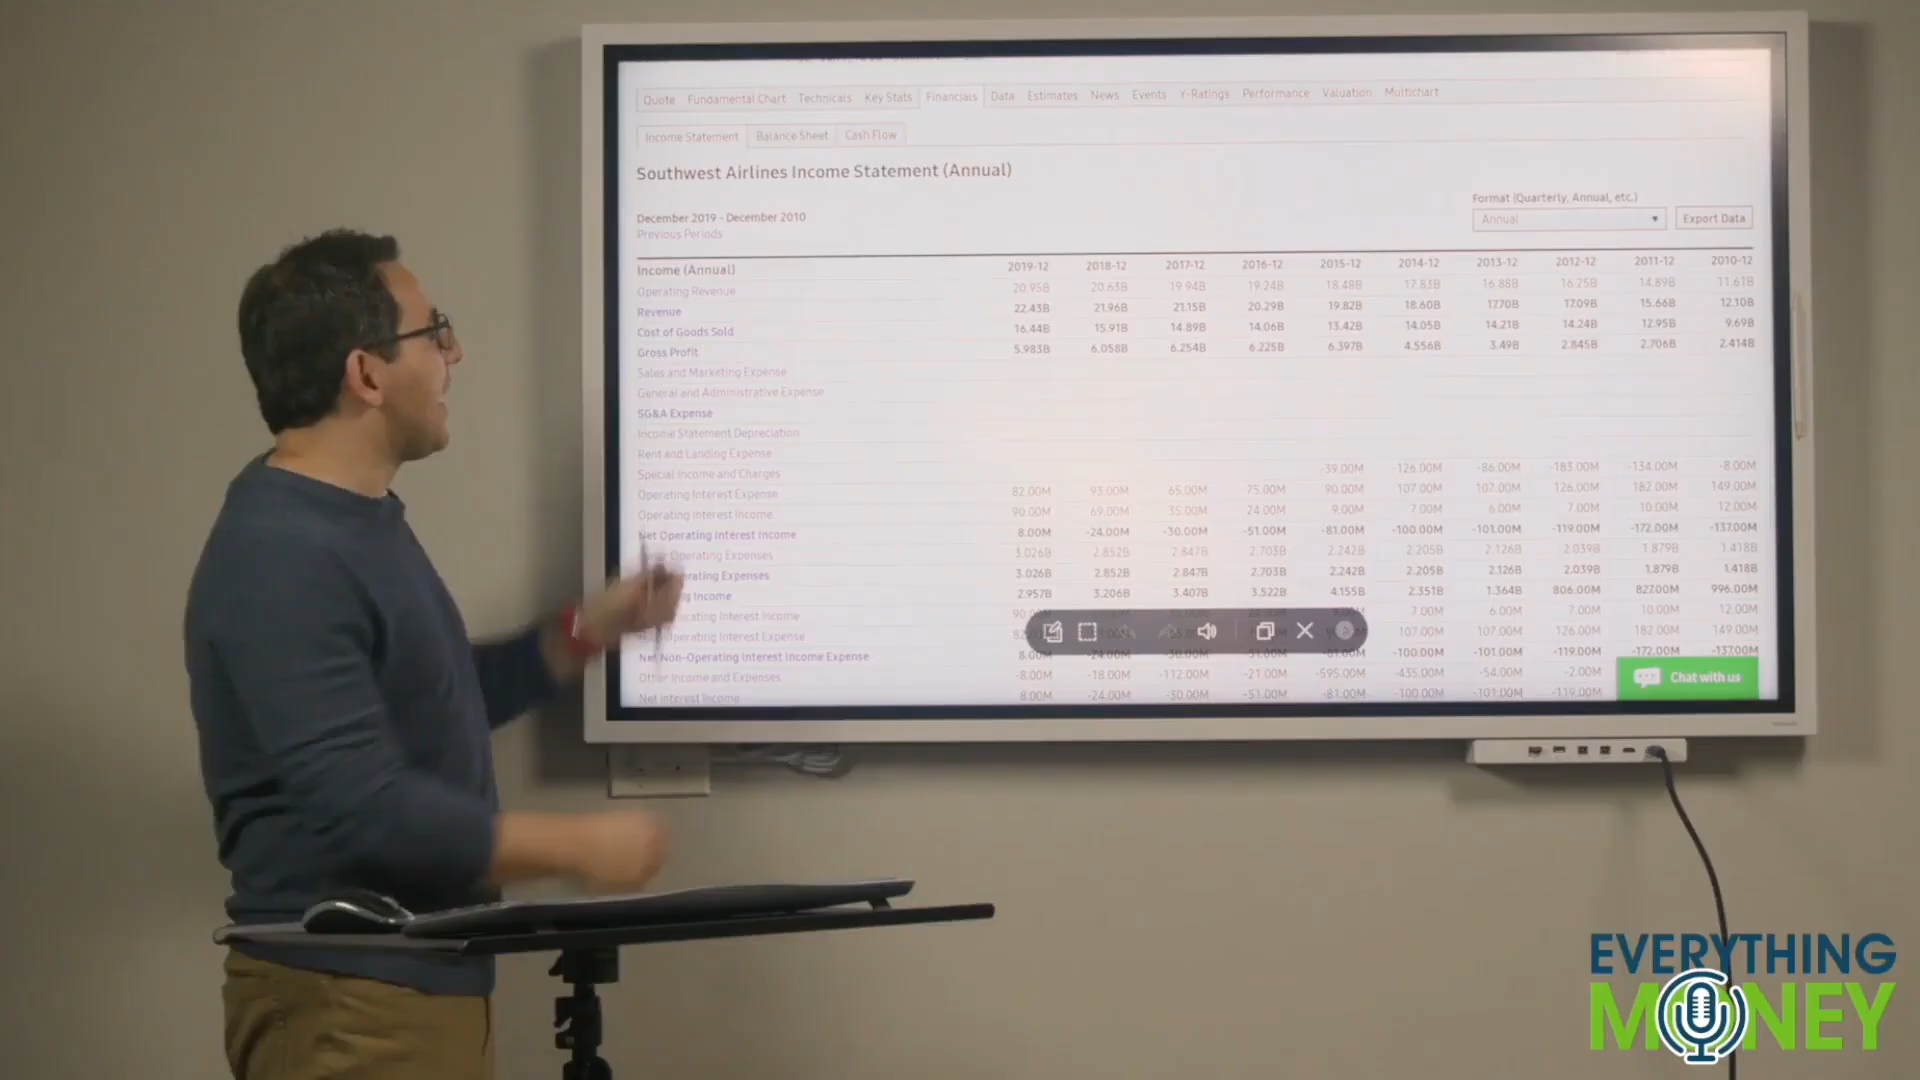 Quote Fundamental Chart Technicals Key Stats Financials Data Estimates News Events Y-Ratings Performance Valuation Multichart
Income Statement Balance Sheet Cash Flow
Southwest Airlines Income Statement (Annual)
Format (Quarterly, Annual, etc.)
December 2019 - December 2010
Annual Export Data
Previous Periods
Income (Annual) 2019-12 2018-12 2017-12 2016-12 2015-12 2014-12 2013-12 2012-12 2011-12 2010-12
Operating Revenue 20.95B 20.63B 19.94B 19.24B 18.48B 17.83B 16.88B 16.25B 14.89B 11.61B
Revenue 22.43B 21.96B 21.15B 20.29B 19.82B 18.60B 17.70B 17.09B 15.66B 12.10B
Cost of Goods Sold 16.44B 15.91B 14.89B 14.06B 13.42B 14.05B 14.21B 14.24B 12.95B 9.69B
Gross Profit 5.983B 6.058B 6.254B 6.225B 6.397B 4.556B 3.49B 2.845B 2.706B 2.414B
Sales and Marketing Expense
General and Administrative Expense
SG&A Expense
Income Statement Depreciation
Rent and Landing Expense
Special Income and Charges -39.00M -126.00M -86.00M -183.00M -134.00M -8.00M
Operating Interest Expense 82.00M 93.00M 65.00M 75.00M 90.00M 107.00M 107.00M 126.00M 182.00M 149.00M
Operating Interest Income 90.00M 69.00M 35.00M 24.00M 9.00M 7.00M 6.00M 7.00M 10.00M 12.00M
Net Operating Interest Income 8.00M -24.00M -30.00M -51.00M -81.00M -100.00M -101.00M -119.00M -172.00M -137.00M
Operating Expenses 3.026B 2.852B 2.847B 2.703B 2.242B 2.205B 2.126B 2.039B 1.879B 1.418B
erating Expenses 3.026B 2.852B 2.847B 2.703B 2.242B 2.205B 2.126B 2.039B 1.879B 1.418B
g Income 2.957B 3.206B 3.407B 3.522B 4.155B 2.351B 1.364B 806.00M 827.00M 996.00M
ating Interest Income 7.00M 6.00M 7.00M 10.00M 12.00M
Operating Interest Expense 107.00M 107.00M 126.00M 182.00M 149.00M
Net Non-Operating Interest Income Expense 8.00M -24.00M -81.00M -100.00M -101.00M -119.00M -172.00M -137.00M
Other Income and Expenses -8.00M -18.00M -112.00M -21.00M -595.00M -435.00M -54.00M -2.00M
Net Interest Income 8.00M -24.00M -30.00M -51.00M -81.00M -100.00M -101.00M -119.00M
Chat with us
EVERYTHING
MONEY